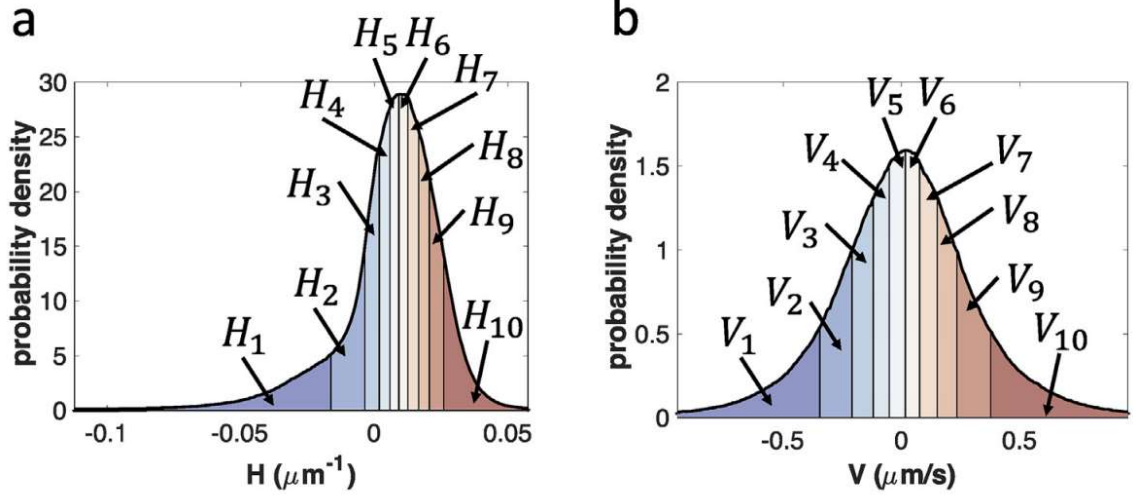 a
b
H₅ H₆
H₄ H₇
H₃ H₈
H₂ H₉
H₁ H₁₀
probability density
30
25
20
15
10
5
0
-0.1 -0.05 0 0.05
H (μm⁻¹)
V₅ V₆
V₄ V₇
V₃ V₈
V₂ V₉
V₁ V₁₀
probability density
2
1.5
1
0.5
0
-0.5 0 0.5
V (μm/s)